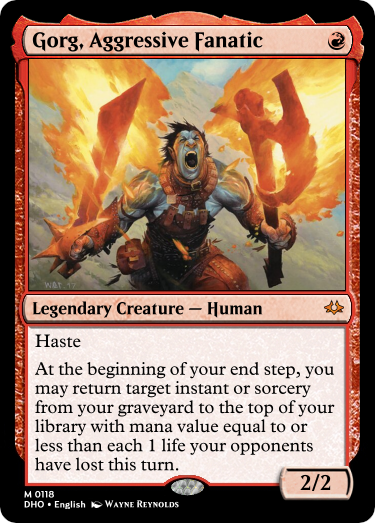 Gorg, Aggressive Fanatic
Legendary Creature — Human
Haste
At the beginning of your end step, you
may return target instant or sorcery
from your graveyard to the top of your
library with mana value equal to or
less than each 1 life your opponents
have lost this turn.
2/2
M 0118
DHO • English Wayne Reynolds